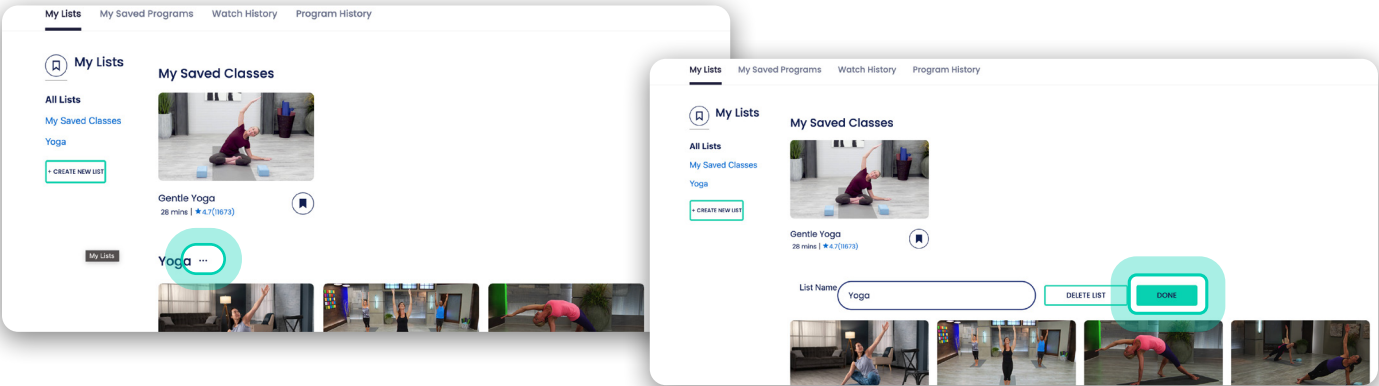 My Lists My Saved Programs Watch History Program History
My Lists
My Saved Classes
All Lists
My Saved Classes
Yoga
+ CREATE NEW LIST
Gentle Yoga
28 mins | ★ 4.7(11673)
My Lists
Yoga ...
My Lists My Saved Programs Watch History Program History
My Lists
My Saved Classes
All Lists
My Saved Classes
Yoga
+ CREATE NEW LIST
Gentle Yoga
28 mins | ★ 4.7(11673)
List Name Yoga DELETE LIST DONE